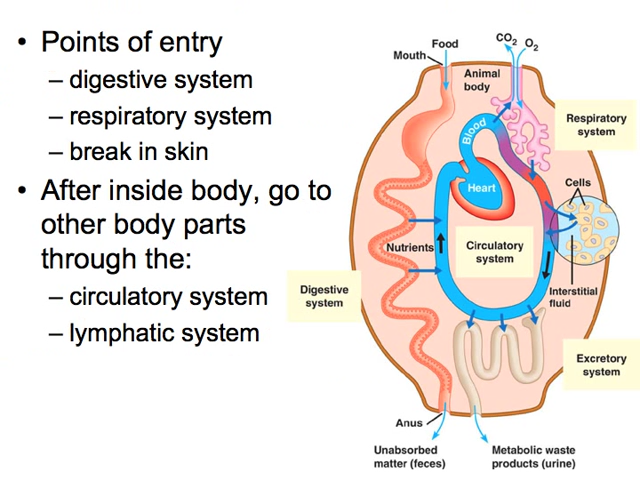 • Points of entry
– digestive system
– respiratory system
– break in skin
• After inside body, go to
other body parts
through the:
– circulatory system
– lymphatic system
Food
Mouth
CO2
O2
Animal
body
Blood
Respiratory
system
Heart
Cells
Nutrients
Circulatory
system
Digestive
system
Interstitial
fluid
Excretory
system
Anus
Unabsorbed
matter (feces)
Metabolic waste
products (urine)